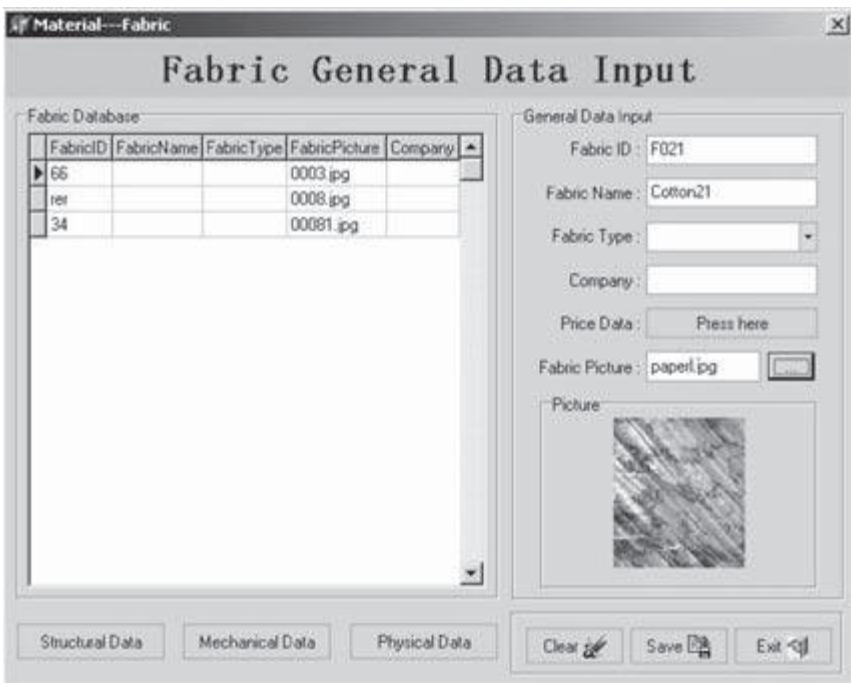 Material---Fabric
Fabric General Data Input
Fabric Database
FabricID FabricName FabricType FabricPicture Company
66 0003.jpg
rer 0008.jpg
34 00081.jpg
General Data Input
Fabric ID : F021
Fabric Name : Cotton21
Fabric Type :
Company :
Price Data : Press here
Fabric Picture : paperl.jpg ...
Picture
Structural Data Mechanical Data Physical Data
Clear Save Exit